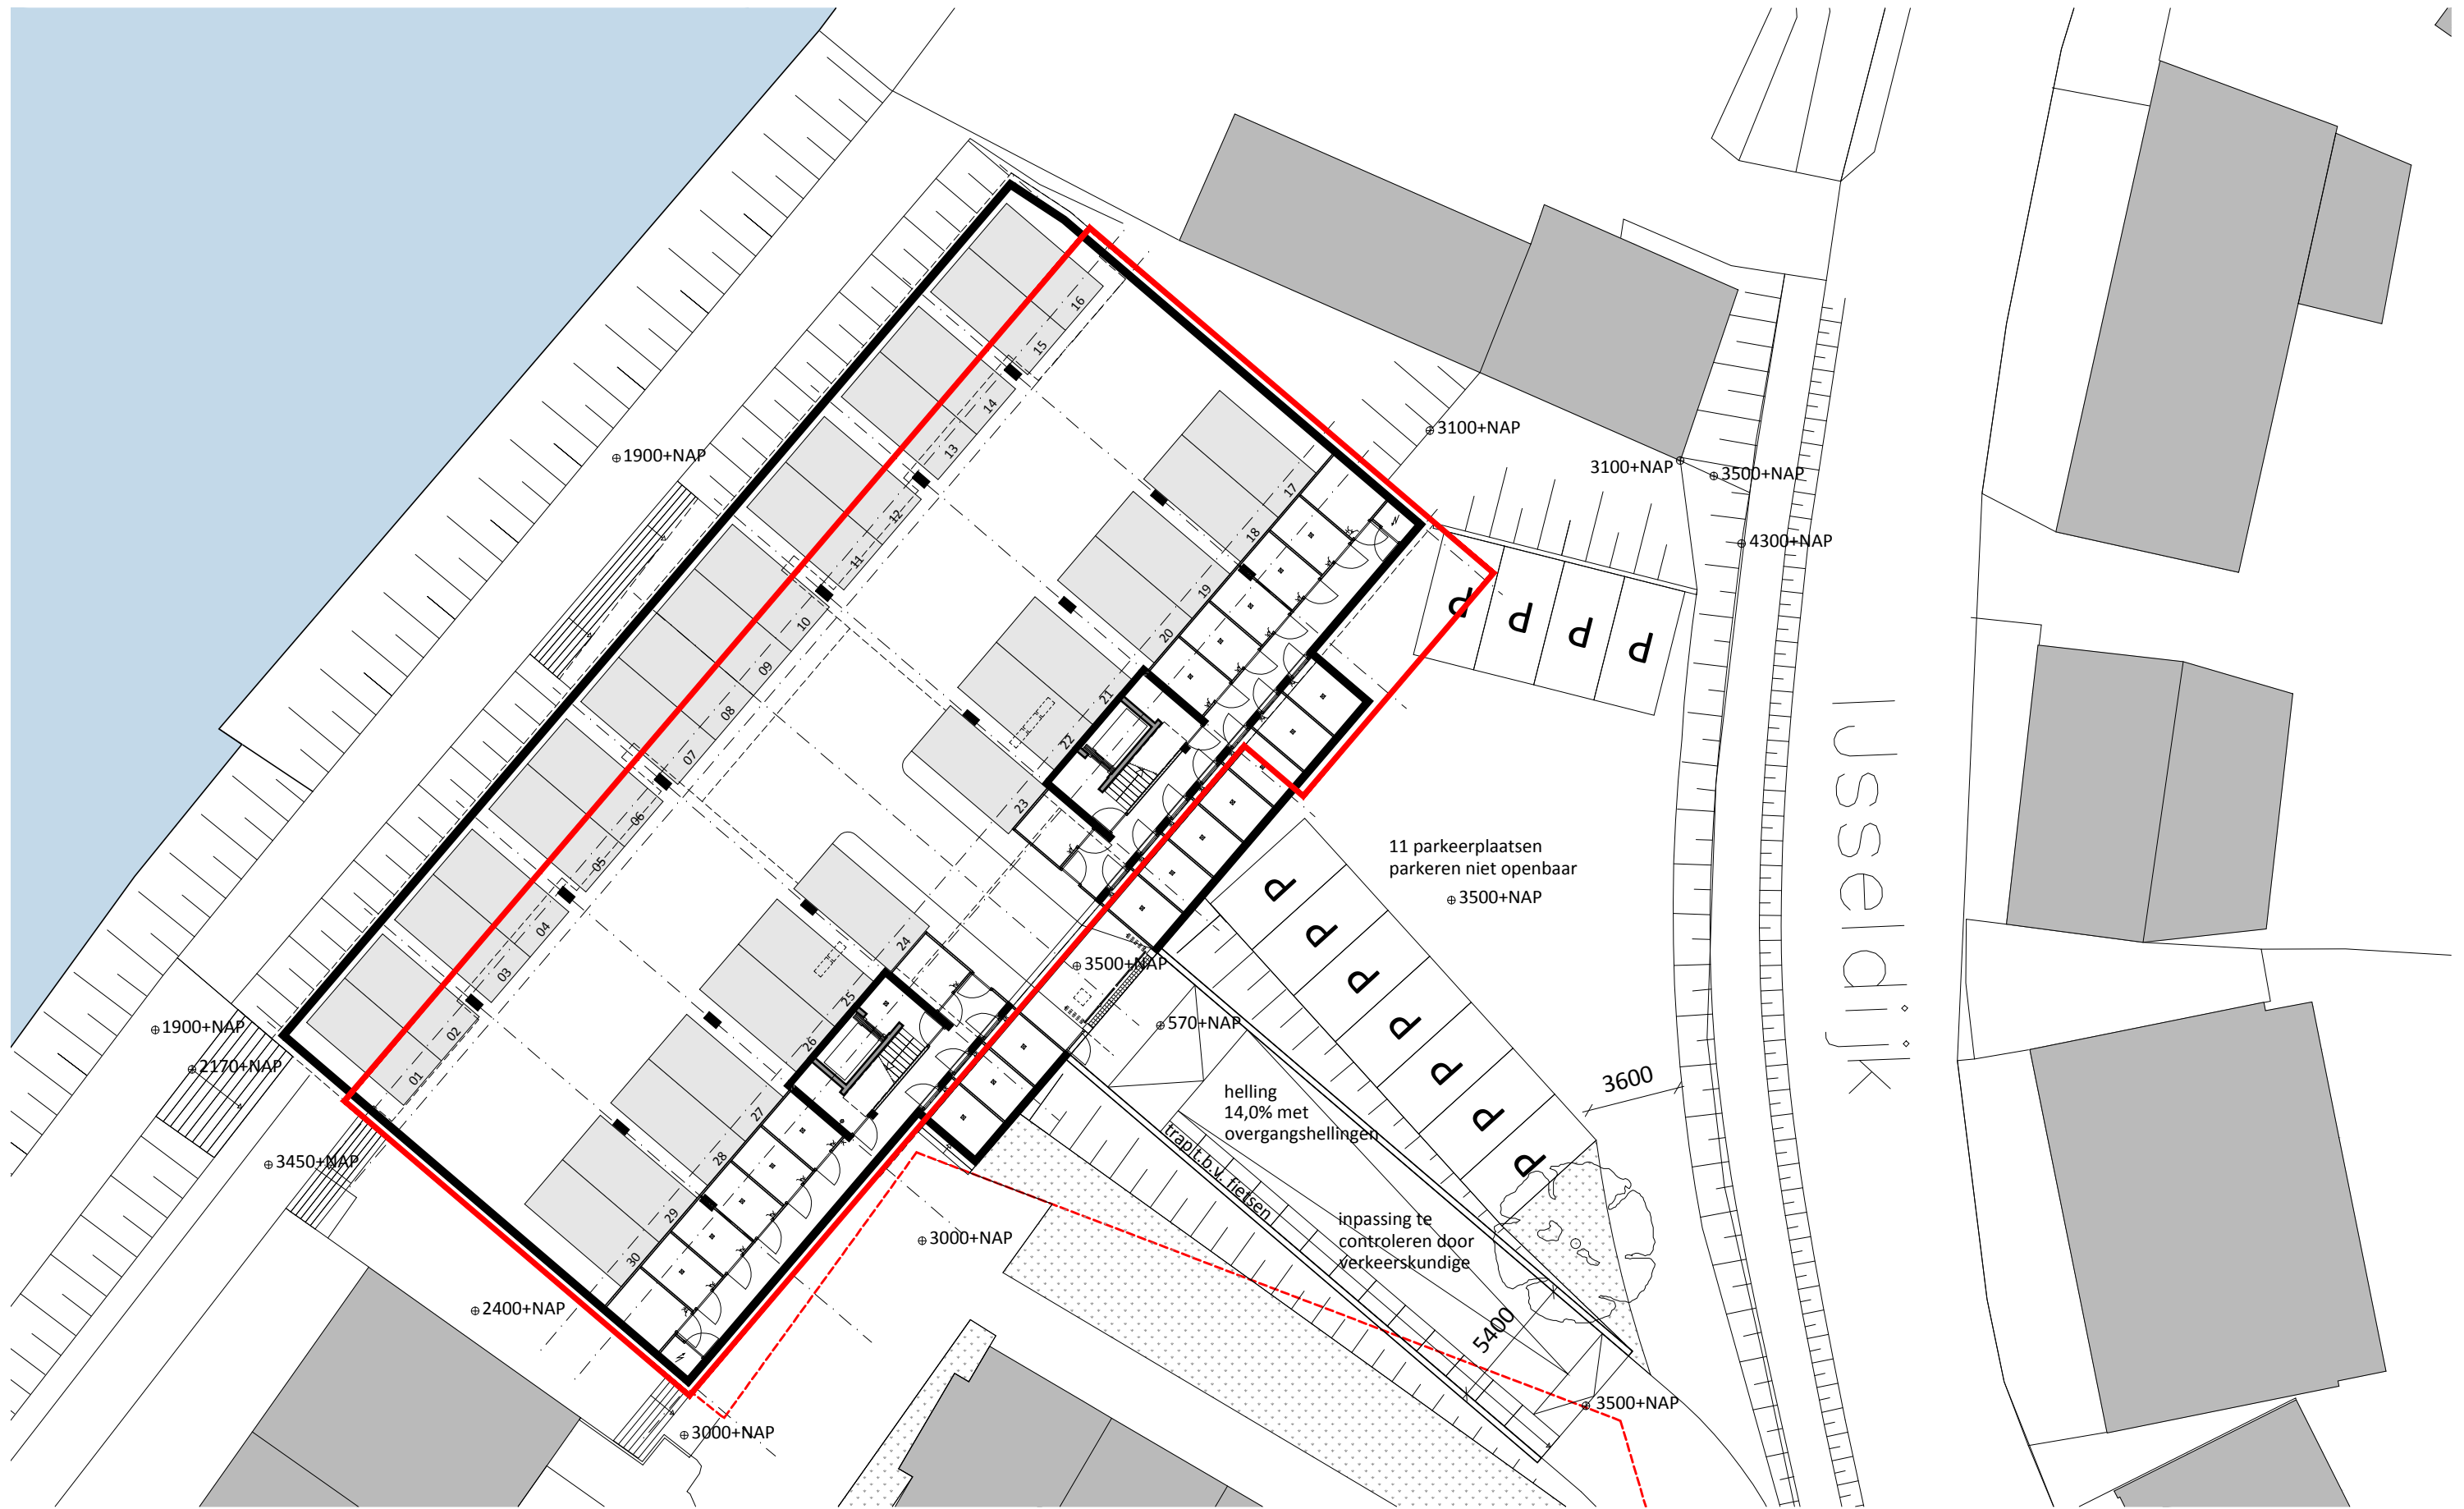 16
15
14
13
12
11
10
09
08
07
06
05
04
03
02
01
17
18
19
20
21
22
23
24
25
26
27
28
29
30
1900+NAP
3100+NAP
3100+NAP
3500+NAP
4300+NAP
P
P
P
P
IJsseldijk
11 parkeerplaatsen
parkeren niet openbaar
3500+NAP
P
P
P
P
P
P
P
3500+NAP
570+NAP
1900+NAP
2170+NAP
3450+NAP
3600
helling
14,0% met
overgangshellingen
trap t.b.v. fietsen
inpassing te
controleren door
verkeerskundige
3000+NAP
2400+NAP
5400
3500+NAP
3000+NAP